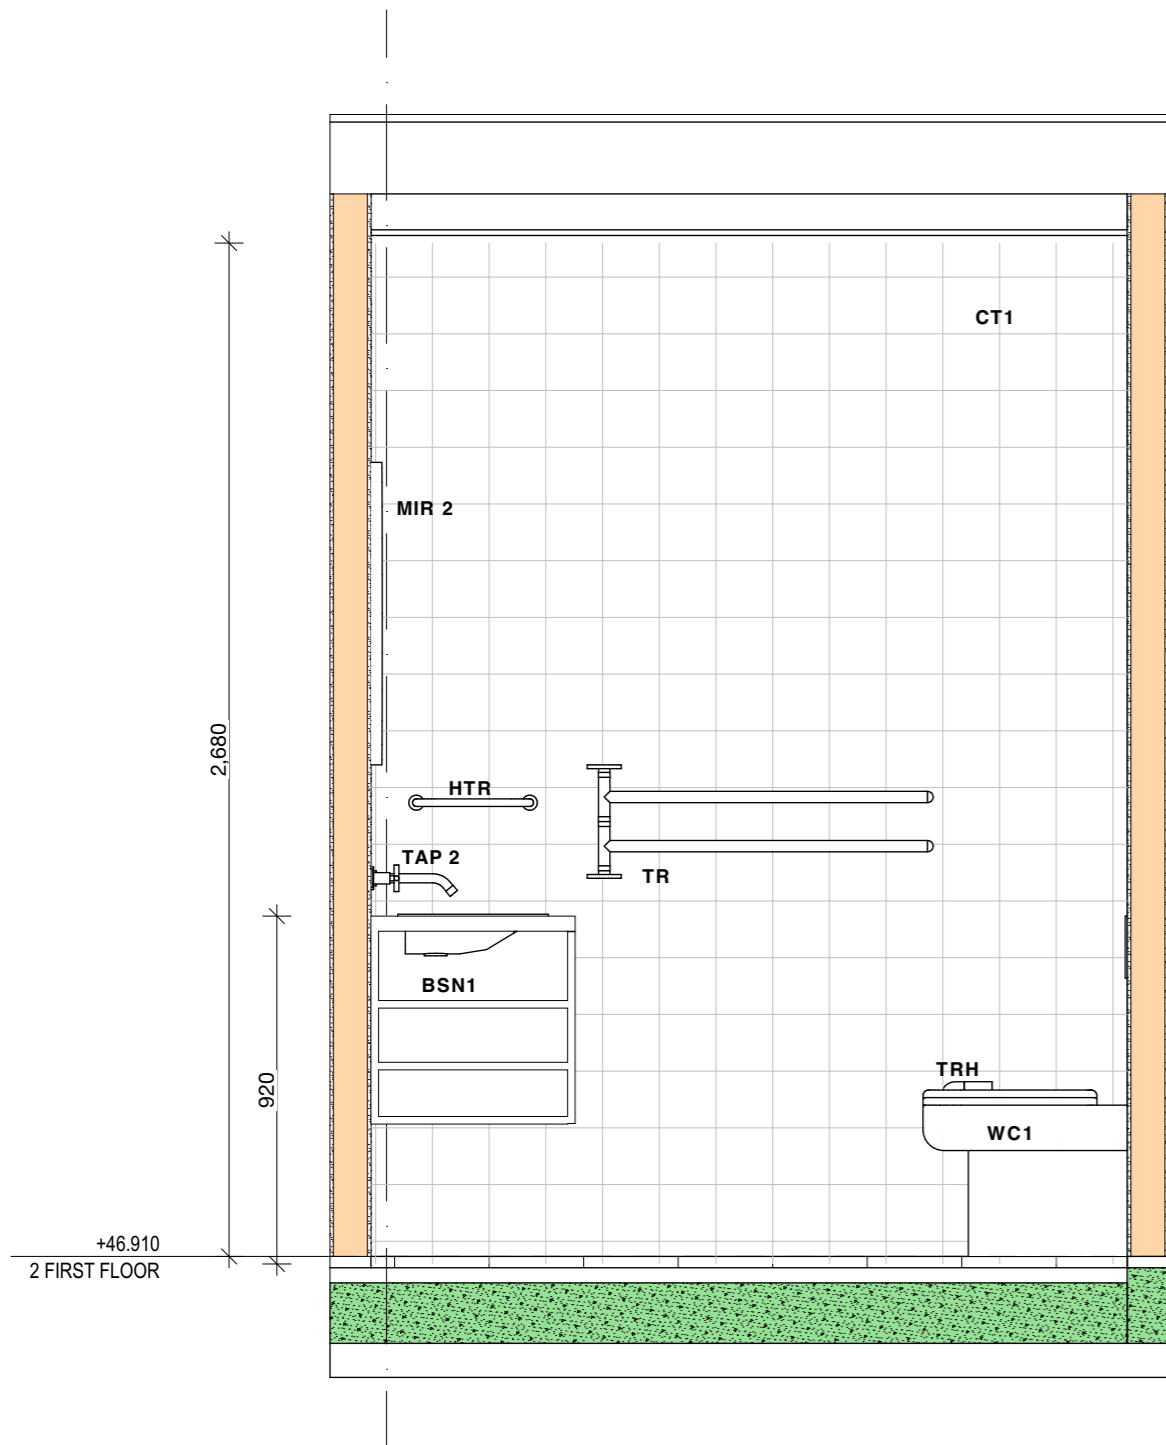 CT1
MIR 2
2,680
HTR
TAP 2
TR
BSN1
920
TRH
WC1
+46.910
2 FIRST FLOOR